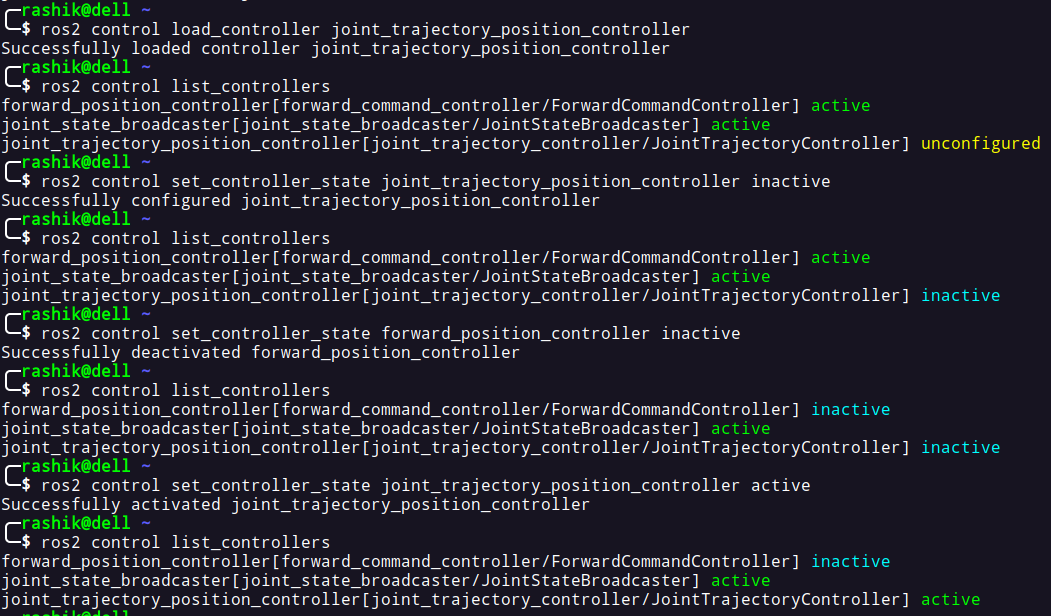 rashik@dell ~
$ ros2 control load_controller joint_trajectory_position_controller
Successfully loaded controller joint_trajectory_position_controller
rashik@dell ~
$ ros2 control list_controllers
forward_position_controller[forward_command_controller/ForwardCommandController] active
joint_state_broadcaster[joint_state_broadcaster/JointStateBroadcaster] active
joint_trajectory_position_controller[joint_trajectory_controller/JointTrajectoryController] unconfigured
rashik@dell ~
$ ros2 control set_controller_state joint_trajectory_position_controller inactive
Successfully configured joint_trajectory_position_controller
rashik@dell ~
$ ros2 control list_controllers
forward_position_controller[forward_command_controller/ForwardCommandController] active
joint_state_broadcaster[joint_state_broadcaster/JointStateBroadcaster] active
joint_trajectory_position_controller[joint_trajectory_controller/JointTrajectoryController] inactive
rashik@dell ~
$ ros2 control set_controller_state forward_position_controller inactive
Successfully deactivated forward_position_controller
rashik@dell ~
$ ros2 control list_controllers
forward_position_controller[forward_command_controller/ForwardCommandController] inactive
joint_state_broadcaster[joint_state_broadcaster/JointStateBroadcaster] active
joint_trajectory_position_controller[joint_trajectory_controller/JointTrajectoryController] inactive
rashik@dell ~
$ ros2 control set_controller_state joint_trajectory_position_controller active
Successfully activated joint_trajectory_position_controller
rashik@dell ~
$ ros2 control list_controllers
forward_position_controller[forward_command_controller/ForwardCommandController] inactive
joint_state_broadcaster[joint_state_broadcaster/JointStateBroadcaster] active
joint_trajectory_position_controller[joint_trajectory_controller/JointTrajectoryController] active